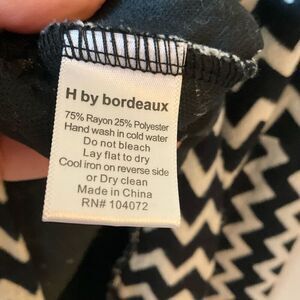 H by bordeaux
75% Rayon 25% Polyester
Hand wash in cold water
Do not bleach
Lay flat to dry
Cool iron on reverse side
or Dry clean
Made in China
RN# 104072